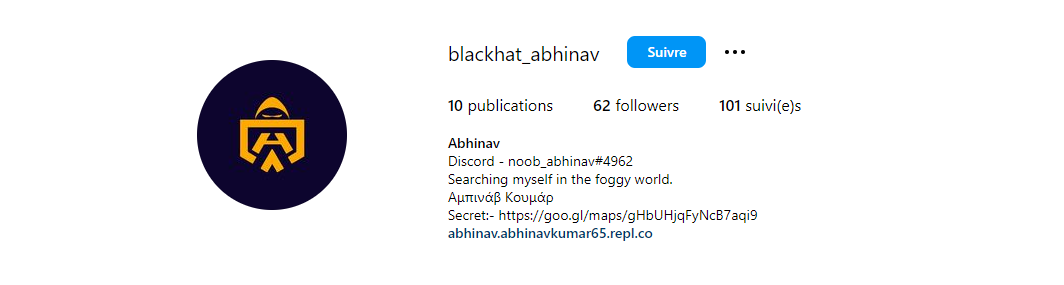 blackhat_abhinav Suivre
10 publications 62 followers 101 suivi(e)s
Abhinav
Discord - noob_abhinav#4962
Searching myself in the foggy world.
Αμπινάβ Κουμάρ
Secret:- https://goo.gl/maps/gHbUHjqFyNcB7aqi9
abhinav.abhinavkumar65.repl.co